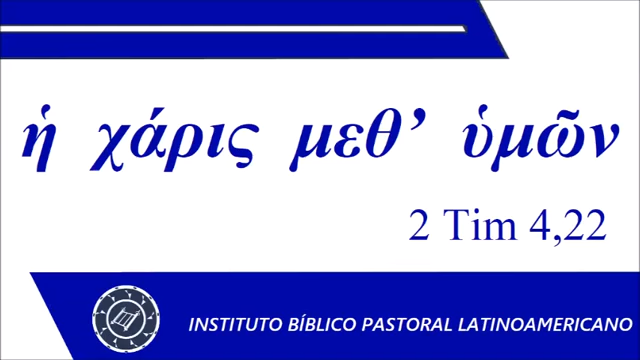 ἡ χάρις μεθ’ ὑμῶν
2 Tim 4,22
INSTITUTO BÍBLICO PASTORAL LATINOAMERICANO